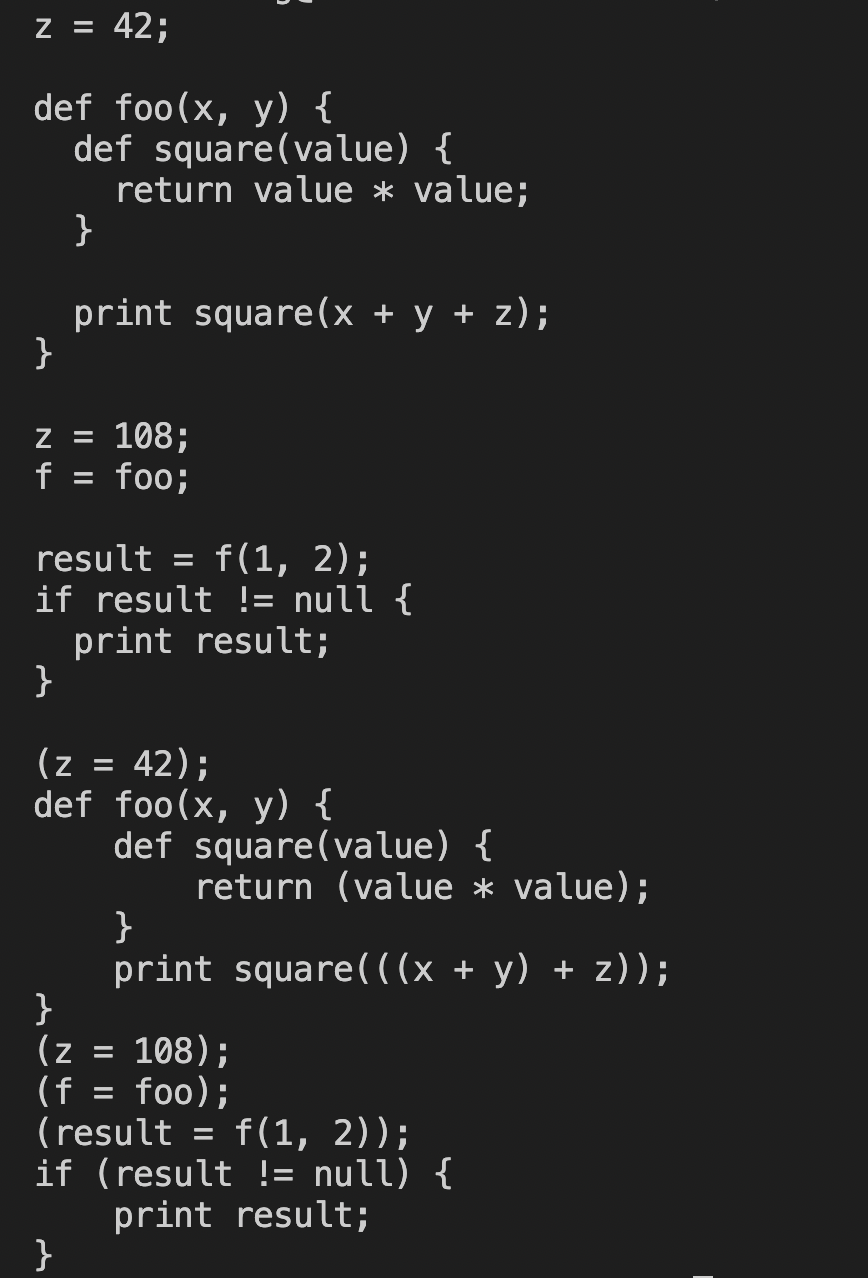 z = 42;

def foo(x, y) {
  def square(value) {
    return value * value;
  }

  print square(x + y + z);
}

z = 108;
f = foo;

result = f(1, 2);
if result != null {
  print result;
}

(z = 42);
def foo(x, y) {
    def square(value) {
        return (value * value);
    }
    print square(((x + y) + z));
}
(z = 108);
(f = foo);
(result = f(1, 2));
if (result != null) {
    print result;
}